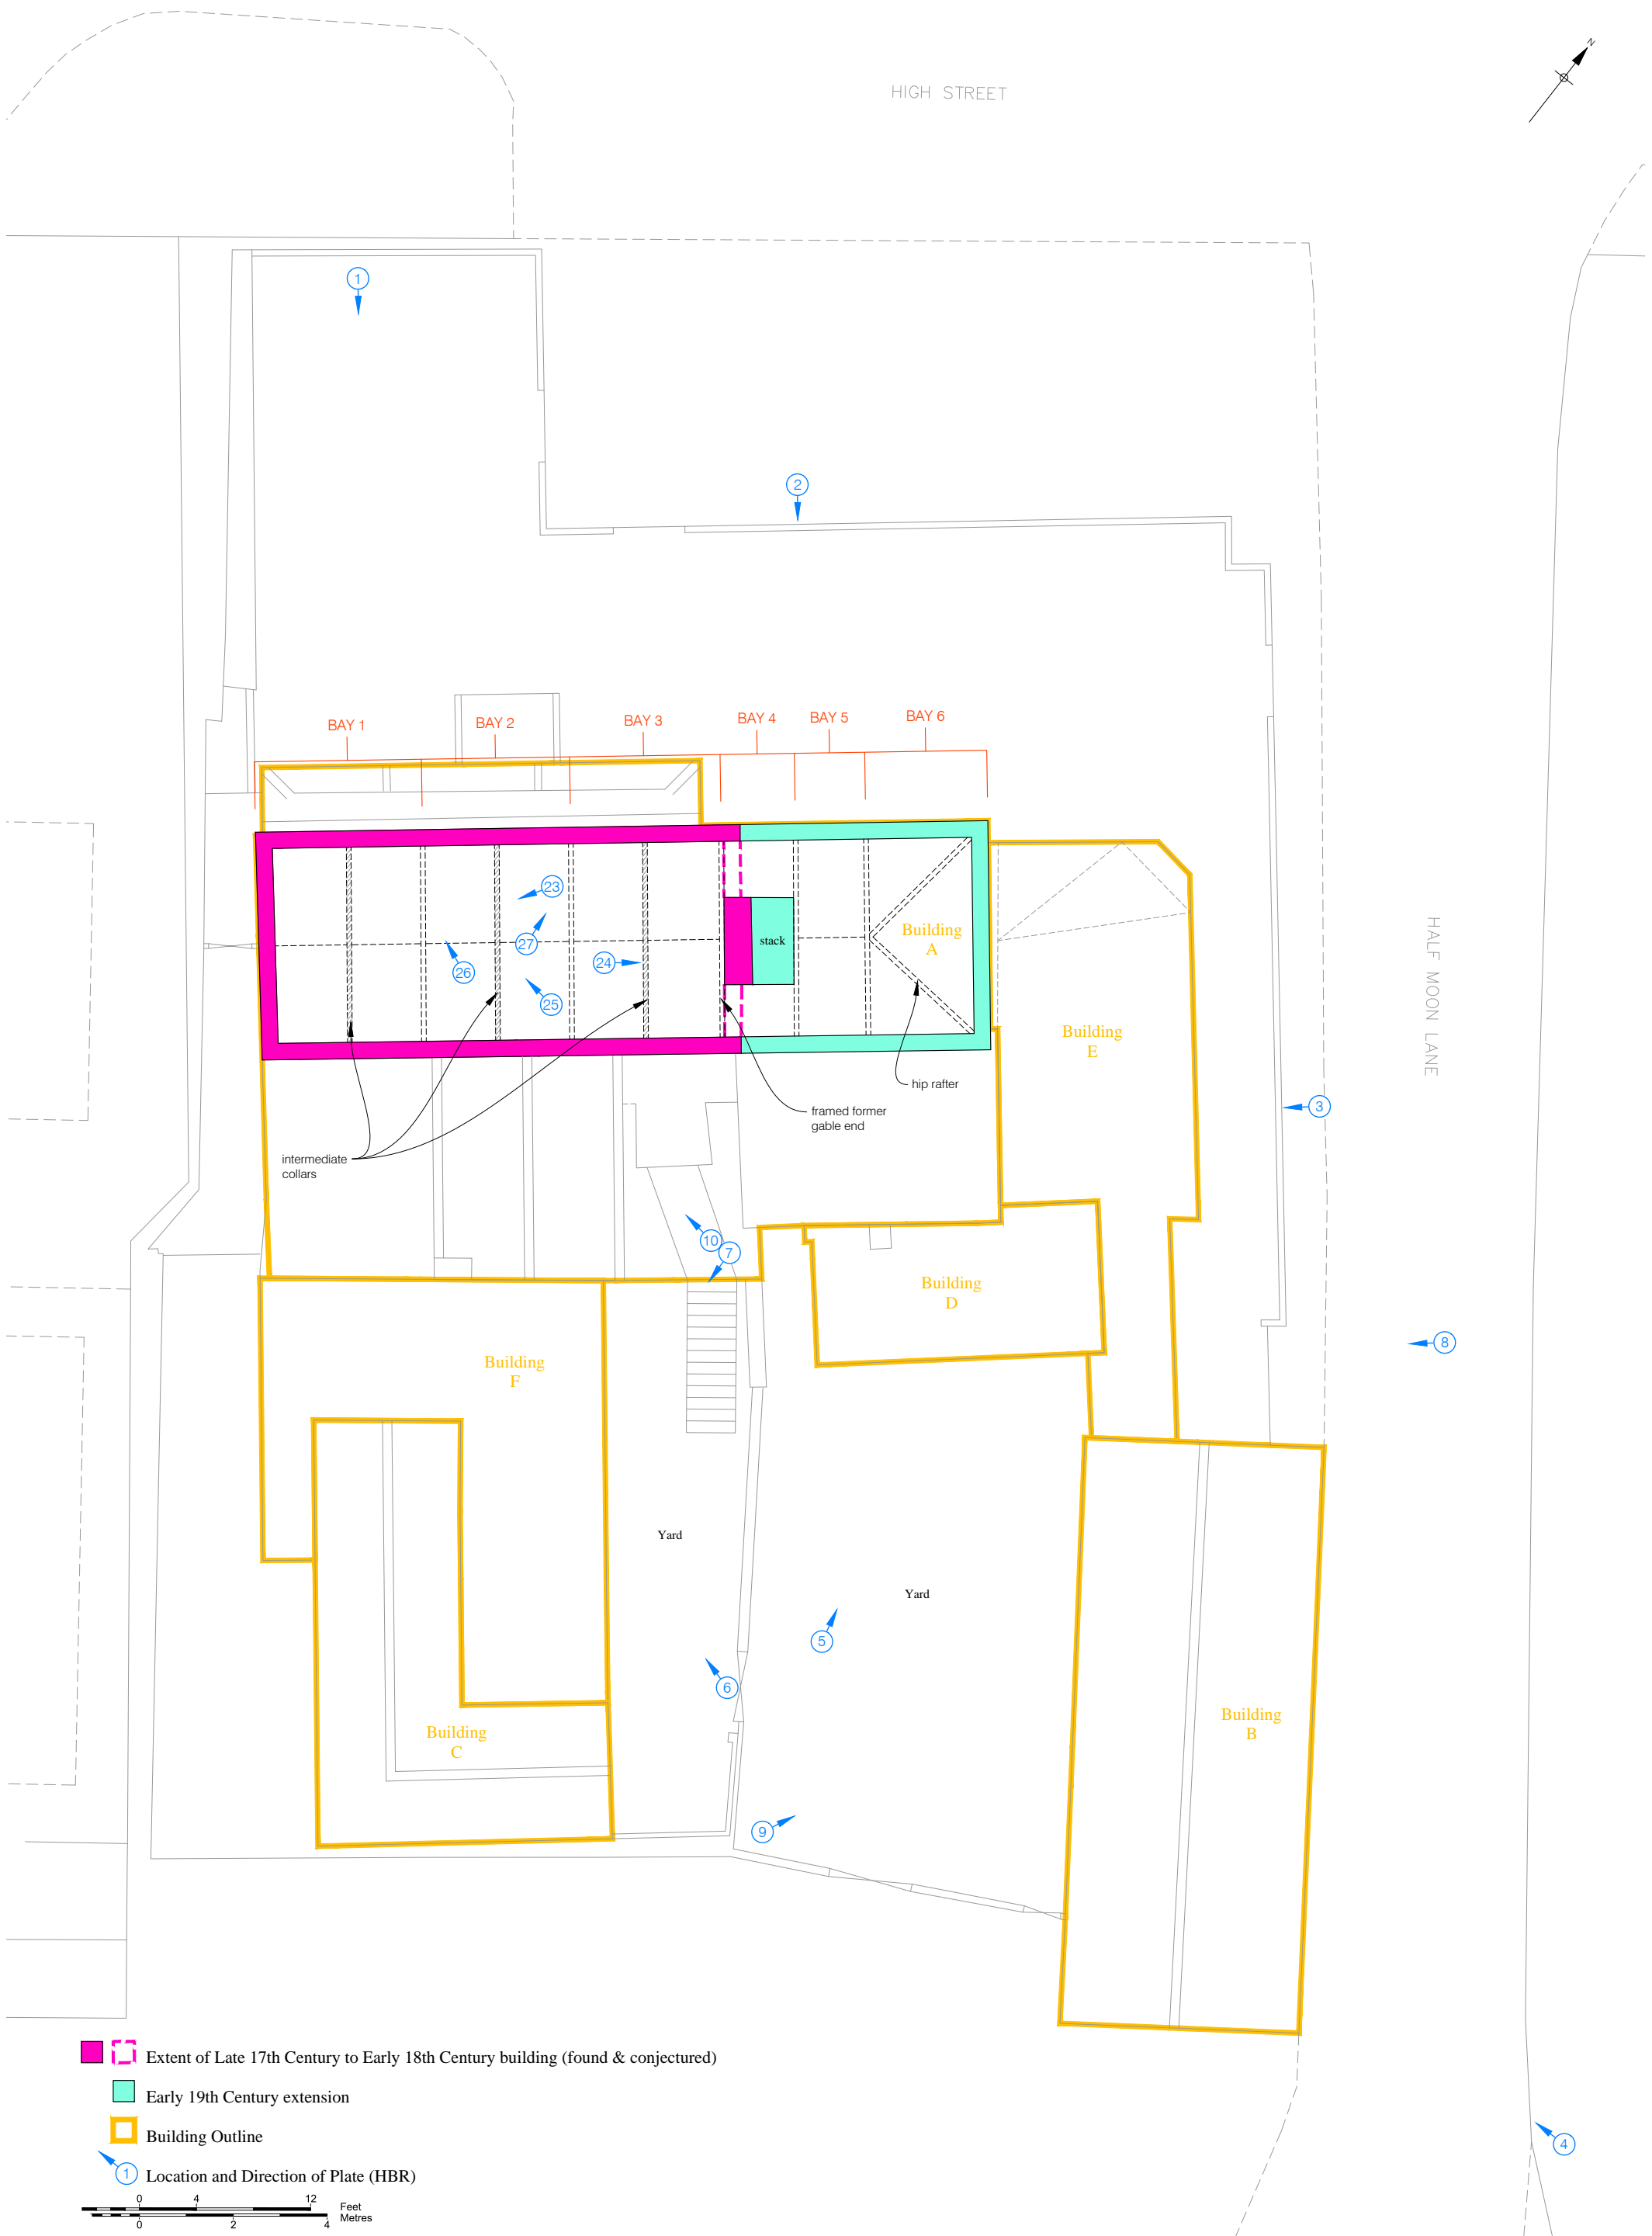 N
HIGH STREET
1
2
BAY 1
BAY 2
BAY 3
BAY 4
BAY 5
BAY 6
23
27
26
24
25
stack
Building
A
Building
E
HALF MOON LANE
hip rafter
framed former
gable end
3
intermediate
collars
10
7
Building
D
8
Building
F
Yard
Yard
5
6
Building
B
Building
C
9
4
Extent of Late 17th Century to Early 18th Century building (found & conjectured)
Early 19th Century extension
Building Outline
1 Location and Direction of Plate (HBR)
0 4 12 Feet
Metres
0 2 4